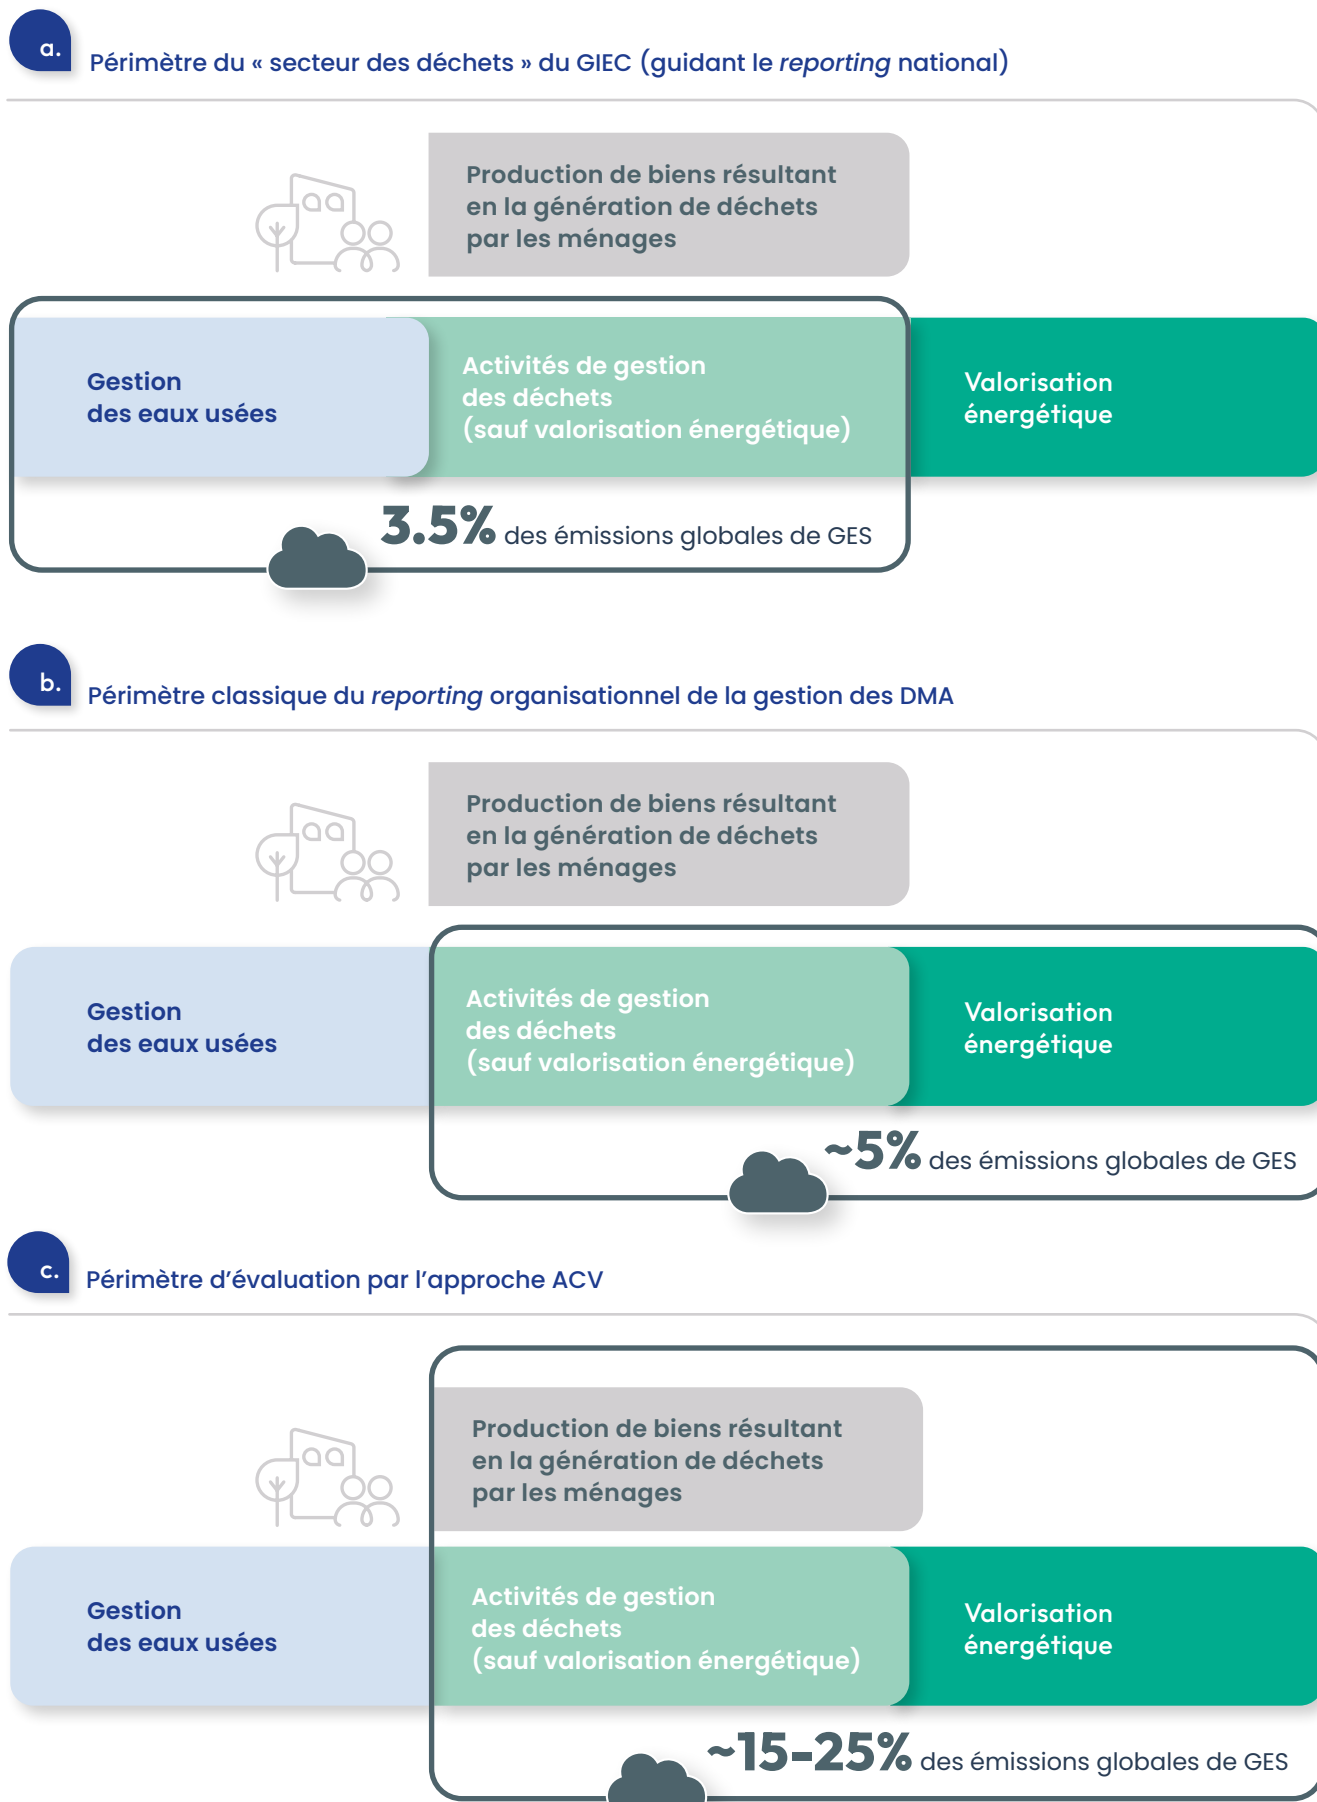 a.
Périmètre du « secteur des déchets » du GIEC (guidant le reporting national)
Production de biens résultant
en la génération de déchets
par les ménages
Gestion
des eaux usées
Activités de gestion
des déchets
(sauf valorisation énergétique)
Valorisation
énergétique
3.5% des émissions globales de GES
b.
Périmètre classique du reporting organisationnel de la gestion des DMA
Production de biens résultant
en la génération de déchets
par les ménages
Gestion
des eaux usées
Activités de gestion
des déchets
(sauf valorisation énergétique)
Valorisation
énergétique
~5% des émissions globales de GES
c.
Périmètre d’évaluation par l’approche ACV
Production de biens résultant
en la génération de déchets
par les ménages
Gestion
des eaux usées
Activités de gestion
des déchets
(sauf valorisation énergétique)
Valorisation
énergétique
~15-25% des émissions globales de GES